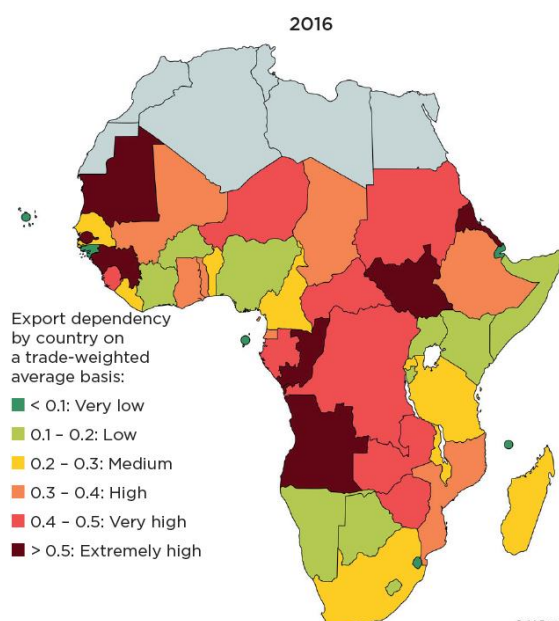 2016
Export dependency
by country on
a trade-weighted
average basis:
< 0.1: Very low
0.1 – 0.2: Low
0.2 – 0.3: Medium
0.3 – 0.4: High
0.4 – 0.5: Very high
> 0.5: Extremely high